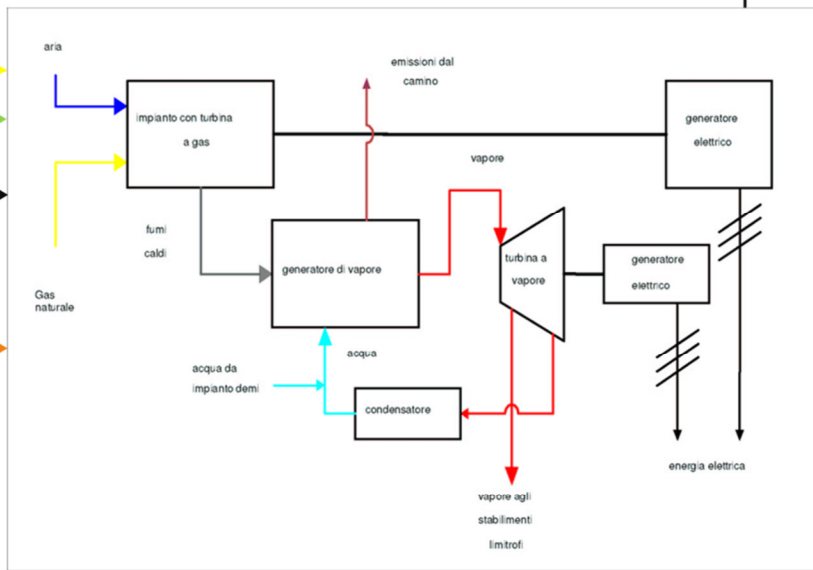 aria
emissioni dal
camino
impianto con turbina
a gas
generatore
elettrico
vapore
fumi
caldi
generatore di vapore
turbina a
vapore
generatore
elettrico
Gas
naturale
acqua
acqua da
impianto demi
condensatore
energia elettrica
vapore agli
stabilimenti
limitrofi